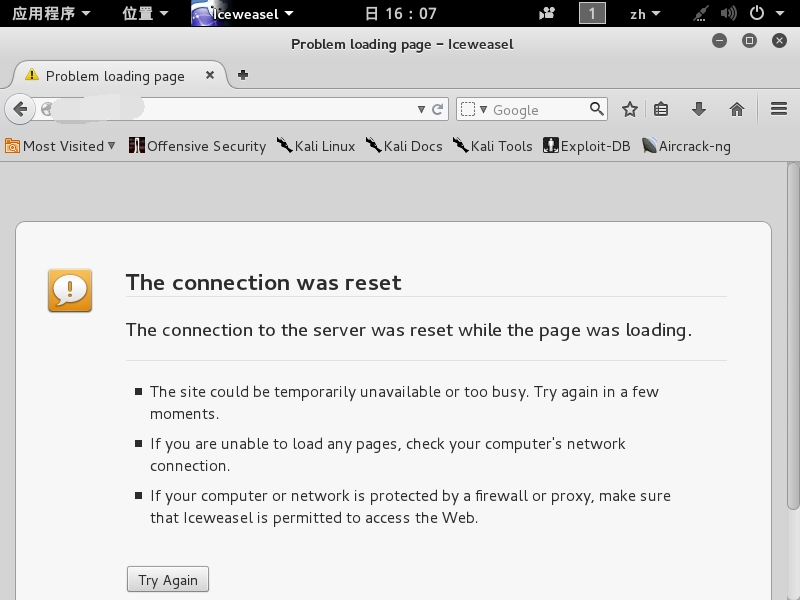 应用程序 位置 Iceweasel 日 16：07 1 zh
Problem loading page - Iceweasel
Problem loading page
Google
Most Visited Offensive Security Kali Linux Kali Docs Kali Tools Exploit-DB Aircrack-ng
The connection was reset
The connection to the server was reset while the page was loading.
The site could be temporarily unavailable or too busy. Try again in a few
moments.
If you are unable to load any pages, check your computer's network
connection.
If your computer or network is protected by a firewall or proxy, make sure
that Iceweasel is permitted to access the Web.
Try Again